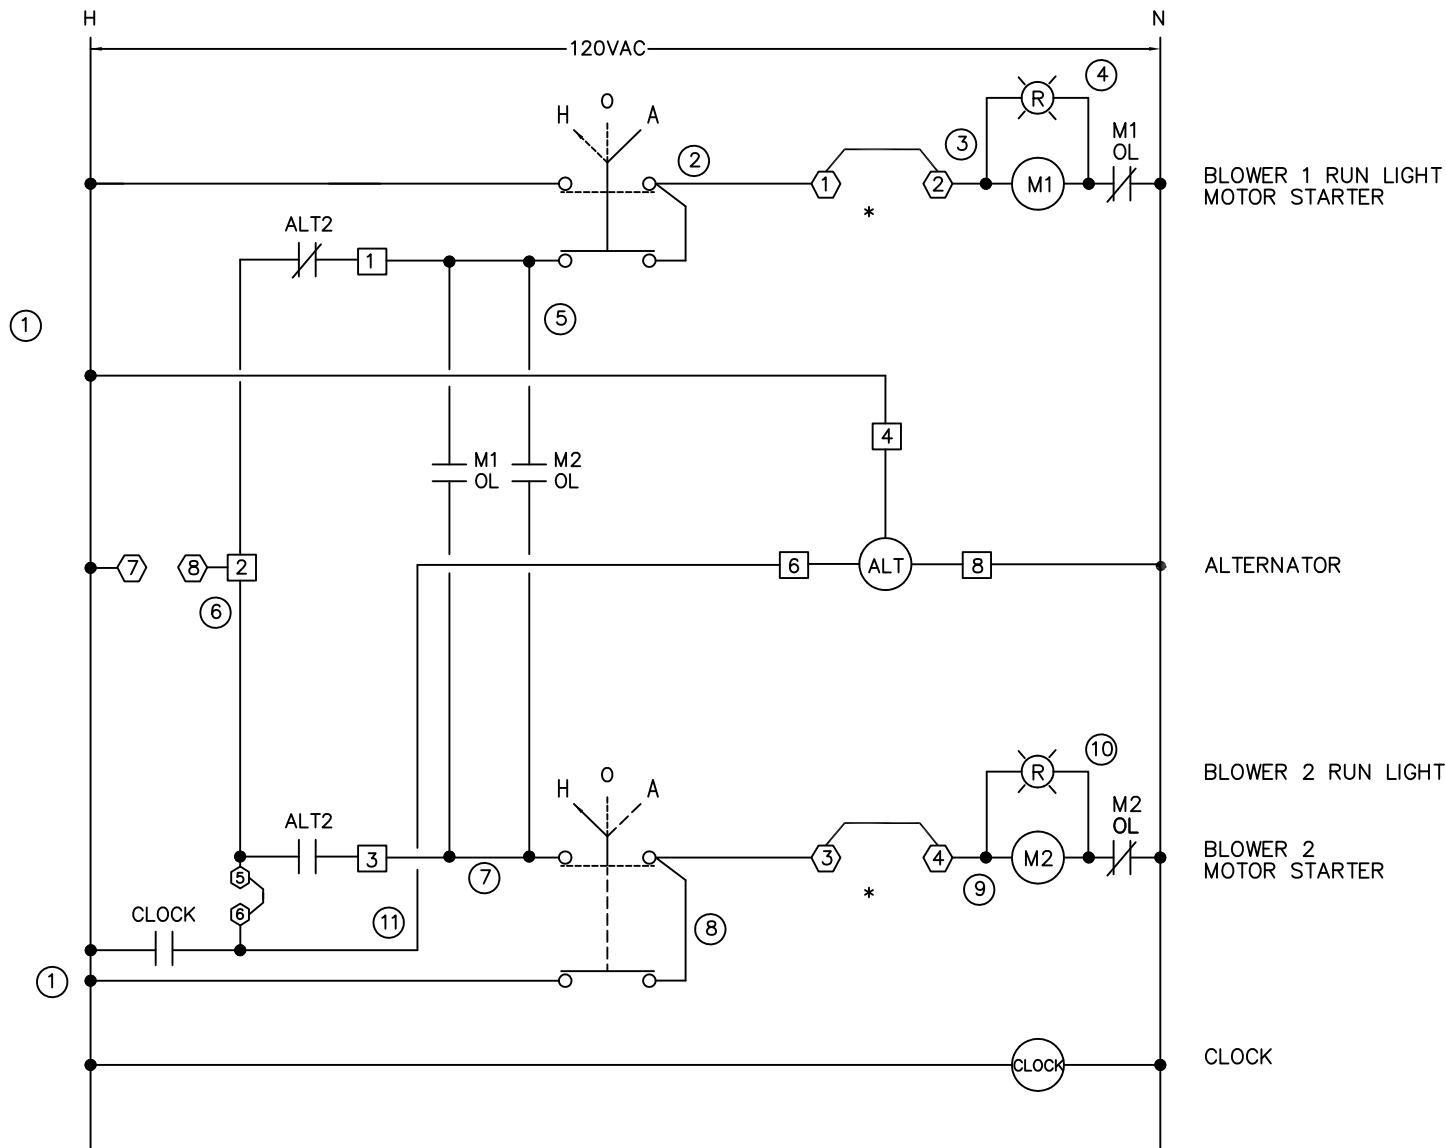 H
N
120VAC
H O A
4
R
M1
OL
3
2
1
2
M1
BLOWER 1 RUN LIGHT
MOTOR STARTER
*
ALT2
1
5
1
4
M1
OL
M2
OL
7
8
2
6
ALT
8
ALTERNATOR
6
H O A
10
R
BLOWER 2 RUN LIGHT
M2
OL
ALT2
3
7
3
4
M2
BLOWER 2
MOTOR STARTER
5
9
*
6
CLOCK
11
8
1
CLOCK
CLOCK